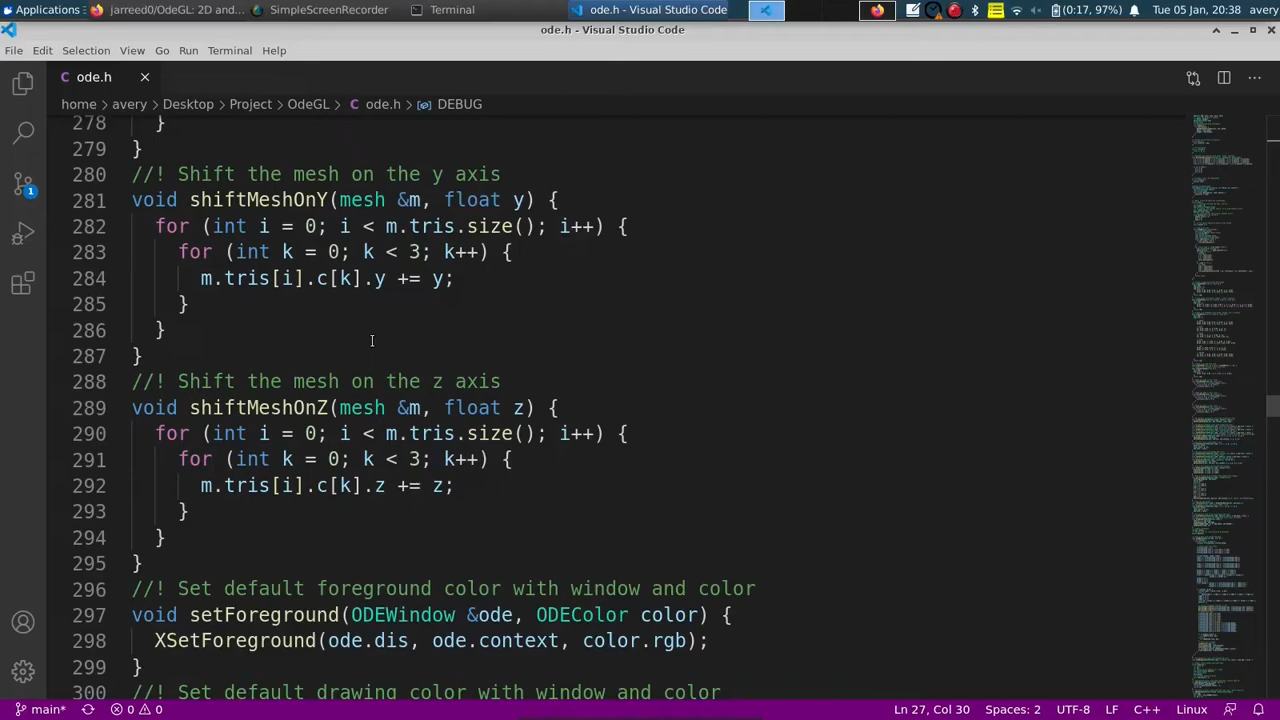 Applications
jarreed0/OdeGL: 2D and...
SimpleScreenRecorder
Terminal
ode.h - Visual Studio Code
(0:17, 97%)
Tue 05 Jan, 20:38
avery
ode.h - Visual Studio Code
File Edit Selection View Go Run Terminal Help
ode.h
home > avery > Desktop > Project > OdeGL > ode.h > DEBUG
278 }
279 }
280 //! Shift the mesh on the y axis
281 void shiftMeshOnY(mesh &m, float y) {
282 for (int i = 0; i < m.tris.size(); i++) {
283 for (int k = 0; k < 3; k++) {
284 m.tris[i].c[k].y += y;
285 }
286 }
287 }
288 //! Shift the mesh on the z axis
289 void shiftMeshOnZ(mesh &m, float z) {
290 for (int i = 0; i < m.tris.size(); i++) {
291 for (int k = 0; k < 3; k++)
292 m.tris[i].c[k].z += z;
293 }
294 }
295 }
296 //! Set default foreground color with window and color
297 void setForeground(ODEWindow &ode, ODEColor color) {
298 XSetForeground(ode.dis, ode.context, color.rgb);
299 }
300 //! Set default drawing color with window and color
1
main*
0 0
Ln 27, Col 30
Spaces: 2
UTF-8
LF
C++
Linux